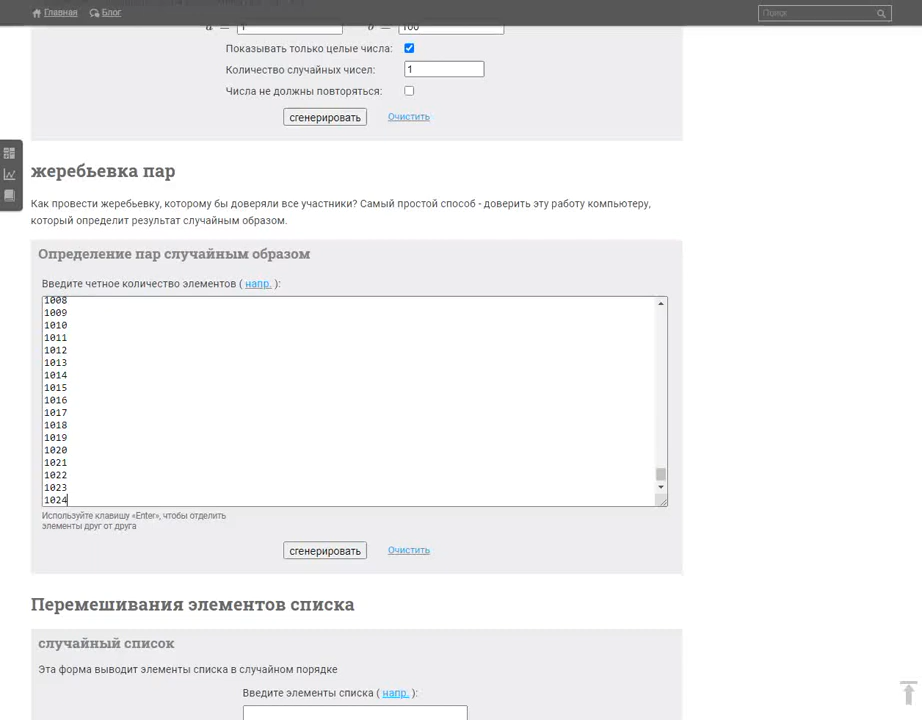 Главная Блог Поиск
1 100
Показывать только целые числа:
Количество случайных чисел: 1
Числа не должны повторяться:
сгенерировать Очистить
жеребьевка пар
Как провести жеребьевку, которому бы доверяли все участники? Самый простой способ - доверить эту работу компьютеру,
который определит результат случайным образом.
Определение пар случайным образом
Введите четное количество элементов ( напр. ):
1008
1009
1010
1011
1012
1013
1014
1015
1016
1017
1018
1019
1020
1021
1022
1023
1024
Используйте клавишу «Enter», чтобы отделить
элементы друг от друга
сгенерировать Очистить
Перемешивания элементов списка
случайный список
Эта форма выводит элементы списка в случайном порядке
Введите элементы списка ( напр. ):